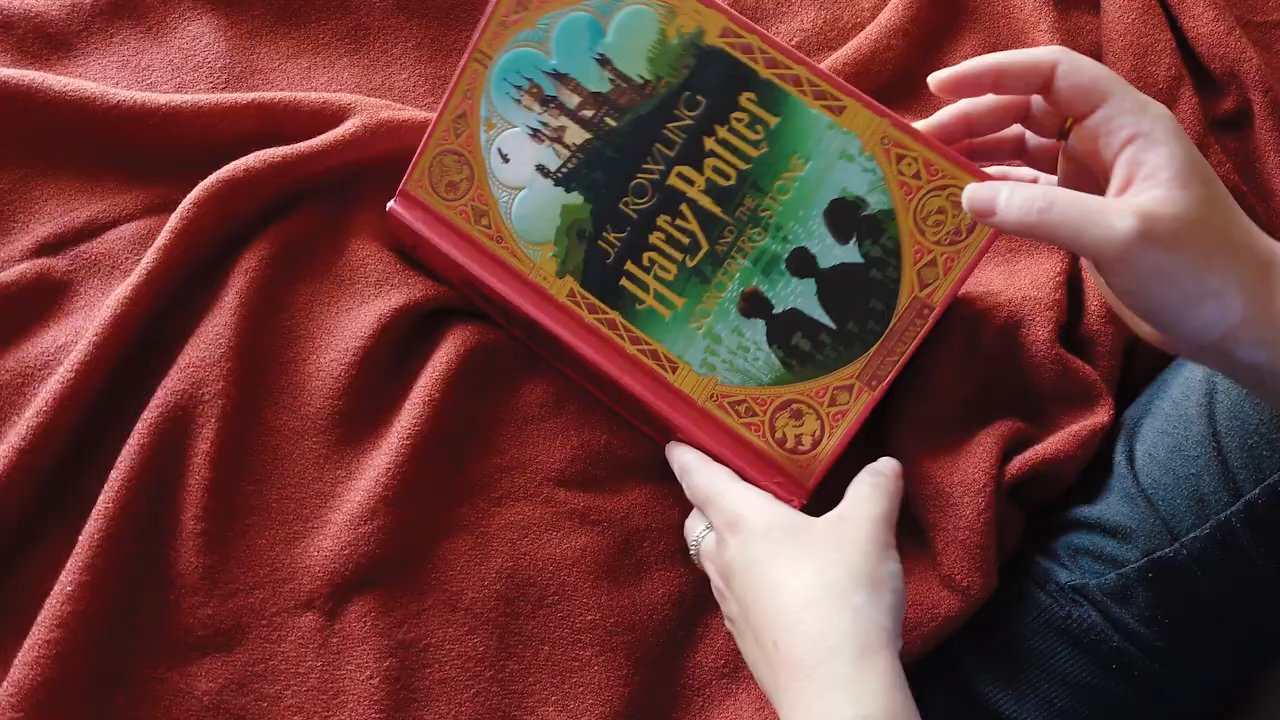 J.K. ROWLING
Harry Potter
AND THE
SORCERER'S STONE